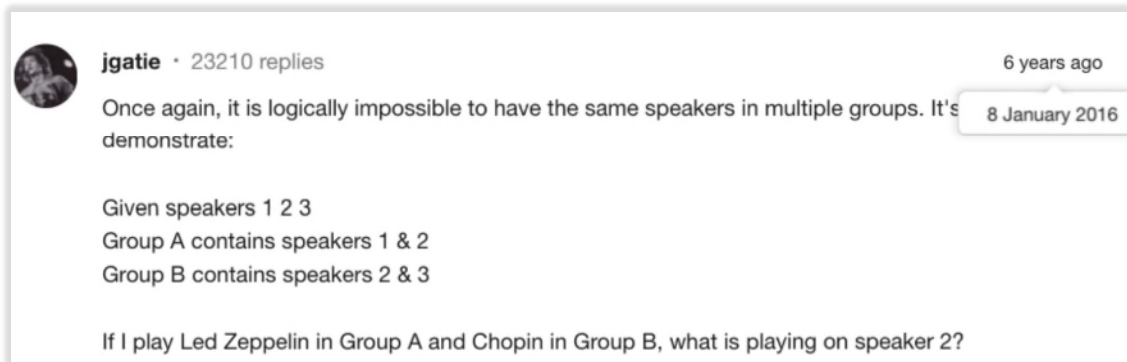 jgatie · 23210 replies
6 years ago
Once again, it is logically impossible to have the same speakers in multiple groups. It's
8 January 2016
demonstrate:
Given speakers 1 2 3
Group A contains speakers 1 & 2
Group B contains speakers 2 & 3
If I play Led Zeppelin in Group A and Chopin in Group B, what is playing on speaker 2?